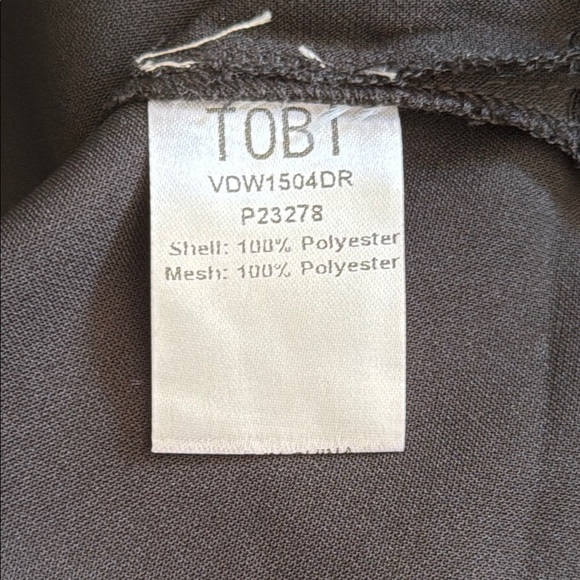 TOBI
VDW1504DR
P23278
Shell: 100% Polyester
Mesh: 100% Polyester